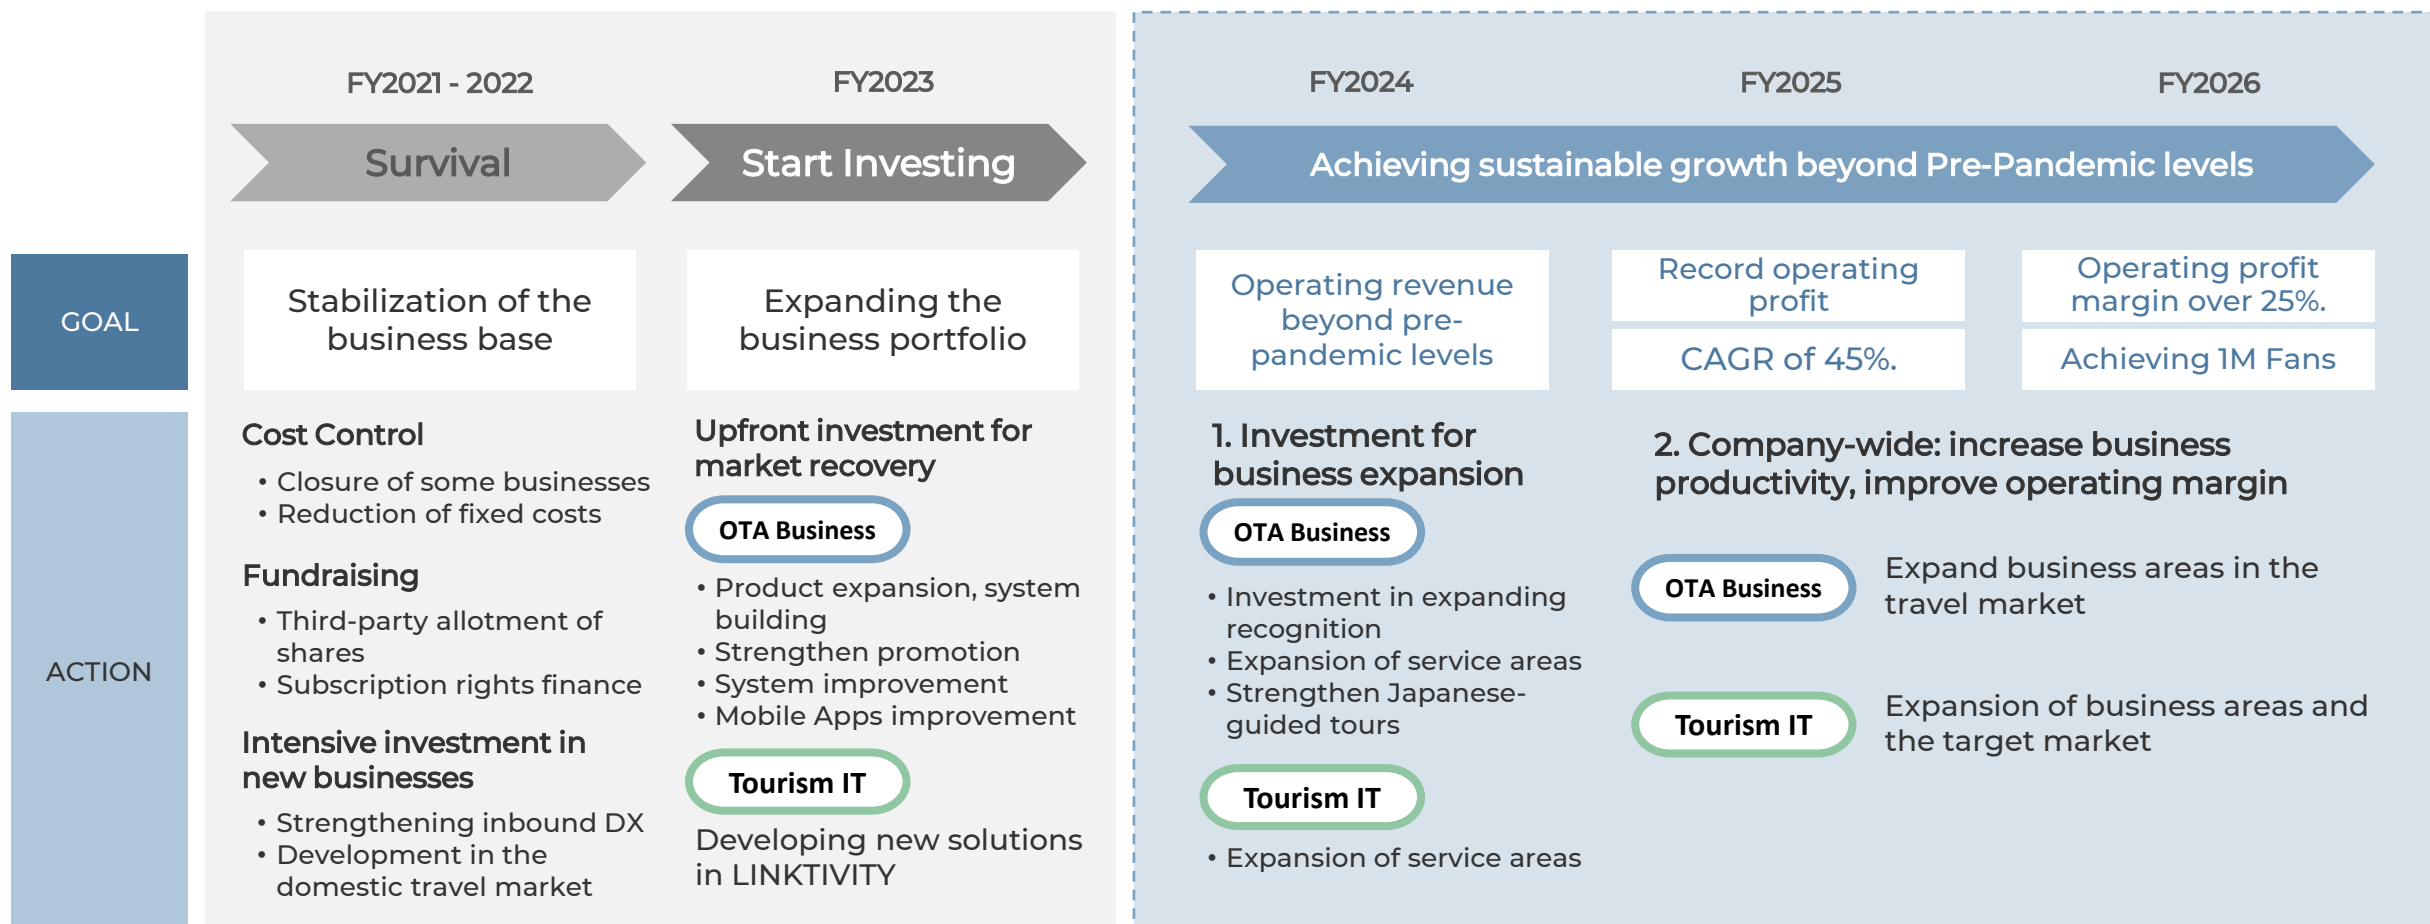 FY2021 - 2022
FY2023
FY2024
FY2025
FY2026
Survival
Start Investing
Achieving sustainable growth beyond Pre-Pandemic levels
GOAL
Stabilization of the
business base
Expanding the
business portfolio
Operating revenue
beyond pre-
pandemic levels
Record operating
profit
CAGR of 45%.
Operating profit
margin over 25%.
Achieving 1M Fans
ACTION
Cost Control
• Closure of some businesses
• Reduction of fixed costs
Fundraising
• Third-party allotment of
shares
• Subscription rights finance
Intensive investment in
new businesses
• Strengthening inbound DX
• Development in the
domestic travel market
Upfront investment for
market recovery
OTA Business
• Product expansion, system
building
• Strengthen promotion
• System improvement
• Mobile Apps improvement
Tourism IT
Developing new solutions
in LINKTIVITY
1. Investment for
business expansion
OTA Business
• Investment in expanding
recognition
• Expansion of service areas
• Strengthen Japanese-
guided tours
Tourism IT
• Expansion of service areas
2. Company-wide: increase business
productivity, improve operating margin
OTA Business
Expand business areas in the
travel market
Tourism IT
Expansion of business areas and
the target market